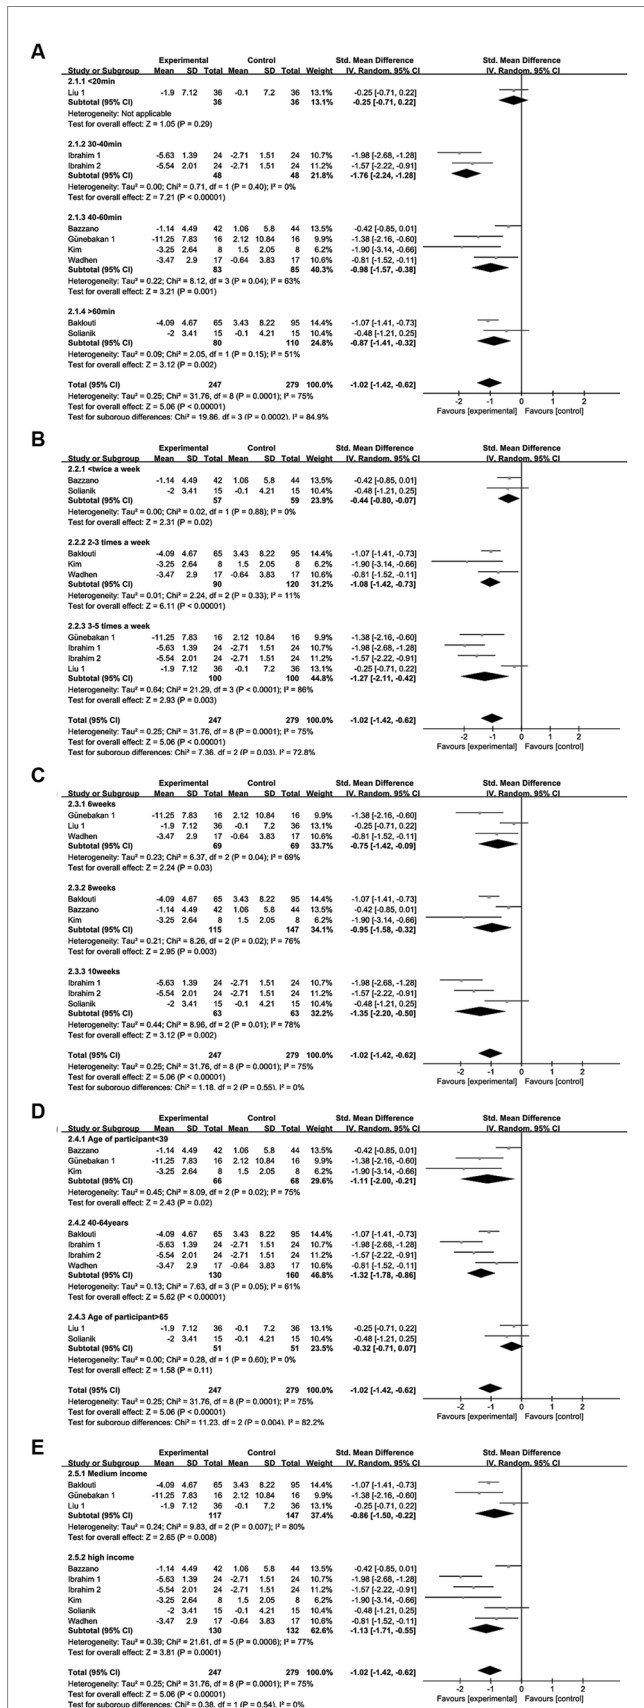 A
Experimental Control Std. Mean Difference Std. Mean Difference
Study or Subgroup Mean SD Total Mean SD Total Weight IV. Random. 95% CI IV. Random. 95% CI
2.1.1 <20min
Liu 1 -1.9 7.12 36 -0.1 7.2 36 13.1% -0.25 [-0.71, 0.22]
Subtotal (95% CI) 36 36 13.1% -0.25 [-0.71, 0.22]
Heterogeneity: Not applicable
Test for overall effect: Z = 1.05 (P = 0.29)
2.1.2 30-40min
Ibrahim 1 -5.63 1.39 24 -2.71 1.51 24 10.7% -1.98 [-2.68, -1.28]
Ibrahim 2 -5.54 2.01 24 -2.71 1.51 24 11.1% -1.57 [-2.22, -0.91]
Subtotal (95% CI) 48 48 21.8% -1.76 [-2.24, -1.28]
Heterogeneity: Tau² = 0.00; Chi² = 0.71, df = 1 (P = 0.40); I² = 0%
Test for overall effect: Z = 7.21 (P < 0.00001)
2.1.3 40-60min
Bazzano -1.14 4.49 42 1.06 5.8 44 13.5% -0.42 [-0.85, 0.01]
Günebakan 1 -11.25 7.83 16 2.12 10.84 16 9.9% -1.38 [-2.16, -0.60]
Kim -3.25 2.64 8 1.5 2.05 8 6.2% -1.90 [-3.14, -0.66]
Wadhen -3.47 2.9 17 -0.64 3.83 17 10.6% -0.81 [-1.52, -0.11]
Subtotal (95% CI) 83 85 40.3% -0.98 [-1.57, -0.38]
Heterogeneity: Tau² = 0.22; Chi² = 8.12, df = 3 (P = 0.04); I² = 63%
Test for overall effect: Z = 3.21 (P = 0.001)
2.1.4 >60min
Baklouti -4.09 4.67 65 3.43 8.22 95 14.4% -1.07 [-1.41, -0.73]
Solianik -2 3.41 15 -0.1 4.21 15 10.4% -0.48 [-1.21, 0.25]
Subtotal (95% CI) 80 110 24.8% -0.87 [-1.41, -0.32]
Heterogeneity: Tau² = 0.09; Chi² = 2.05, df = 1 (P = 0.15); I² = 51%
Test for overall effect: Z = 3.12 (P = 0.002)
Total (95% CI) 247 279 100.0% -1.02 [-1.42, -0.62]
Heterogeneity: Tau² = 0.25; Chi² = 31.76, df = 8 (P = 0.0001); I² = 75%
Test for overall effect: Z = 5.06 (P < 0.00001)
Test for subgroup differences: Chi² = 19.86, df = 3 (P = 0.0002), I² = 84.9%
-2 -1 0 1 2
Favours [experimental] Favours [control]
B
Experimental Control Std. Mean Difference Std. Mean Difference
Study or Subgroup Mean SD Total Mean SD Total Weight IV. Random. 95% CI IV. Random. 95% CI
2.2.1 <twice a week
Bazzano -1.14 4.49 42 1.06 5.8 44 13.5% -0.42 [-0.85, 0.01]
Solianik -2 3.41 15 -0.1 4.21 15 10.4% -0.48 [-1.21, 0.25]
Subtotal (95% CI) 57 59 23.9% -0.44 [-0.80, -0.07]
Heterogeneity: Tau² = 0.00; Chi² = 0.02, df = 1 (P = 0.88); I² = 0%
Test for overall effect: Z = 2.31 (P = 0.02)
2.2.2 2-3 times a week
Baklouti -4.09 4.67 65 3.43 8.22 95 14.4% -1.07 [-1.41, -0.73]
Kim -3.25 2.64 8 1.5 2.05 8 6.2% -1.90 [-3.14, -0.66]
Wadhen -3.47 2.9 17 -0.64 3.83 17 10.6% -0.81 [-1.52, -0.11]
Subtotal (95% CI) 90 120 31.2% -1.08 [-1.42, -0.73]
Heterogeneity: Tau² = 0.01; Chi² = 2.24, df = 2 (P = 0.33); I² = 11%
Test for overall effect: Z = 6.11 (P < 0.00001)
2.2.3 3-5 times a week
Günebakan 1 -11.25 7.83 16 2.12 10.84 16 9.9% -1.38 [-2.16, -0.60]
Ibrahim 1 -5.63 1.39 24 -2.71 1.51 24 10.7% -1.98 [-2.68, -1.28]
Ibrahim 2 -5.54 2.01 24 -2.71 1.51 24 11.1% -1.57 [-2.22, -0.91]
Liu 1 -1.9 7.12 36 -0.1 7.2 36 13.1% -0.25 [-0.71, 0.22]
Subtotal (95% CI) 100 100 44.8% -1.27 [-2.11, -0.42]
Heterogeneity: Tau² = 0.64; Chi² = 21.29, df = 3 (P < 0.0001); I² = 86%
Test for overall effect: Z = 2.93 (P = 0.003)
Total (95% CI) 247 279 100.0% -1.02 [-1.42, -0.62]
Heterogeneity: Tau² = 0.25; Chi² = 31.76, df = 8 (P = 0.0001); I² = 75%
Test for overall effect: Z = 5.06 (P < 0.00001)
Test for subgroup differences: Chi² = 7.36, df = 2 (P = 0.03), I² = 72.8%
-2 -1 0 1 2
Favours [experimental] Favours [control]
C
Experimental Control Std. Mean Difference Std. Mean Difference
Study or Subgroup Mean SD Total Mean SD Total Weight IV. Random. 95% CI IV. Random. 95% CI
2.3.1 6weeks
Günebakan 1 -11.25 7.83 16 2.12 10.84 16 9.9% -1.38 [-2.16, -0.60]
Liu 1 -1.9 7.12 36 -0.1 7.2 36 13.1% -0.25 [-0.71, 0.22]
Wadhen -3.47 2.9 17 -0.64 3.83 17 10.6% -0.81 [-1.52, -0.11]
Subtotal (95% CI) 69 69 33.7% -0.75 [-1.42, -0.09]
Heterogeneity: Tau² = 0.23; Chi² = 6.37, df = 2 (P = 0.04); I² = 69%
Test for overall effect: Z = 2.24 (P = 0.03)
2.3.2 8weeks
Baklouti -4.09 4.67 65 3.43 8.22 95 14.4% -1.07 [-1.41, -0.73]
Bazzano -1.14 4.49 42 1.06 5.8 44 13.5% -0.42 [-0.85, 0.01]
Kim -3.25 2.64 8 1.5 2.05 8 6.2% -1.90 [-3.14, -0.66]
Subtotal (95% CI) 115 147 34.1% -0.95 [-1.58, -0.32]
Heterogeneity: Tau² = 0.21; Chi² = 8.26, df = 2 (P = 0.02); I² = 76%
Test for overall effect: Z = 2.95 (P = 0.003)
2.3.3 10weeks
Ibrahim 1 -5.63 1.39 24 -2.71 1.51 24 10.7% -1.98 [-2.68, -1.28]
Ibrahim 2 -5.54 2.01 24 -2.71 1.51 24 11.1% -1.57 [-2.22, -0.91]
Solianik -2 3.41 15 -0.1 4.21 15 10.4% -0.48 [-1.21, 0.25]
Subtotal (95% CI) 63 63 32.2% -1.35 [-2.20, -0.50]
Heterogeneity: Tau² = 0.44; Chi² = 8.96, df = 2 (P = 0.01); I² = 78%
Test for overall effect: Z = 3.12 (P = 0.002)
Total (95% CI) 247 279 100.0% -1.02 [-1.42, -0.62]
Heterogeneity: Tau² = 0.25; Chi² = 31.76, df = 8 (P = 0.0001); I² = 75%
Test for overall effect: Z = 5.06 (P < 0.00001)
Test for subgroup differences: Chi² = 1.18, df = 2 (P = 0.55), I² = 0%
-2 -1 0 1 2
Favours [experimental] Favours [control]
D
Experimental Control Std. Mean Difference Std. Mean Difference
Study or Subgroup Mean SD Total Mean SD Total Weight IV. Random. 95% CI IV. Random. 95% CI
2.4.1 Age of participant<39
Bazzano -1.14 4.49 42 1.06 5.8 44 13.5% -0.42 [-0.85, 0.01]
Günebakan 1 -11.25 7.83 16 2.12 10.84 16 9.9% -1.38 [-2.16, -0.60]
Kim -3.25 2.64 8 1.5 2.05 8 6.2% -1.90 [-3.14, -0.66]
Subtotal (95% CI) 66 68 29.6% -1.11 [-2.00, -0.21]
Heterogeneity: Tau² = 0.45; Chi² = 8.09, df = 2 (P = 0.02); I² = 75%
Test for overall effect: Z = 2.43 (P = 0.02)
2.4.2 40-64years
Baklouti -4.09 4.67 65 3.43 8.22 95 14.4% -1.07 [-1.41, -0.73]
Ibrahim 1 -5.63 1.39 24 -2.71 1.51 24 10.7% -1.98 [-2.68, -1.28]
Ibrahim 2 -5.54 2.01 24 -2.71 1.51 24 11.1% -1.57 [-2.22, -0.91]
Wadhen -3.47 2.9 17 -0.64 3.83 17 10.6% -0.81 [-1.52, -0.11]
Subtotal (95% CI) 130 160 46.8% -1.32 [-1.78, -0.86]
Heterogeneity: Tau² = 0.13; Chi² = 7.63, df = 3 (P = 0.05); I² = 61%
Test for overall effect: Z = 5.62 (P < 0.00001)
2.4.3 Age of participant>65
Liu 1 -1.9 7.12 36 -0.1 7.2 36 13.1% -0.25 [-0.71, 0.22]
Solianik -2 3.41 15 -0.1 4.21 15 10.4% -0.48 [-1.21, 0.25]
Subtotal (95% CI) 51 51 23.5% -0.32 [-0.71, 0.07]
Heterogeneity: Tau² = 0.00; Chi² = 0.28, df = 1 (P = 0.60); I² = 0%
Test for overall effect: Z = 1.58 (P = 0.11)
Total (95% CI) 247 279 100.0% -1.02 [-1.42, -0.62]
Heterogeneity: Tau² = 0.25; Chi² = 31.76, df = 8 (P = 0.0001); I² = 75%
Test for overall effect: Z = 5.06 (P < 0.00001)
Test for subgroup differences: Chi² = 11.23, df = 2 (P = 0.004), I² = 82.2%
-2 -1 0 1 2
Favours [experimental] Favours [control]
E
Experimental Control Std. Mean Difference Std. Mean Difference
Study or Subgroup Mean SD Total Mean SD Total Weight IV. Random. 95% CI IV. Random. 95% CI
2.5.1 Medium income
Baklouti -4.09 4.67 65 3.43 8.22 95 14.4% -1.07 [-1.41, -0.73]
Günebakan 1 -11.25 7.83 16 2.12 10.84 16 9.9% -1.38 [-2.16, -0.60]
Liu 1 -1.9 7.12 36 -0.1 7.2 36 13.1% -0.25 [-0.71, 0.22]
Subtotal (95% CI) 117 147 37.4% -0.86 [-1.50, -0.22]
Heterogeneity: Tau² = 0.24; Chi² = 9.83, df = 2 (P = 0.007); I² = 80%
Test for overall effect: Z = 2.65 (P = 0.008)
2.5.2 high income
Bazzano -1.14 4.49 42 1.06 5.8 44 13.5% -0.42 [-0.85, 0.01]
Ibrahim 1 -5.63 1.39 24 -2.71 1.51 24 10.7% -1.98 [-2.68, -1.28]
Ibrahim 2 -5.54 2.01 24 -2.71 1.51 24 11.1% -1.57 [-2.22, -0.91]
Kim -3.25 2.64 8 1.5 2.05 8 6.2% -1.90 [-3.14, -0.66]
Solianik -2 3.41 15 -0.1 4.21 15 10.4% -0.48 [-1.21, 0.25]
Wadhen -3.47 2.9 17 -0.64 3.83 17 10.6% -0.81 [-1.52, -0.11]
Subtotal (95% CI) 130 132 62.6% -1.13 [-1.71, -0.55]
Heterogeneity: Tau² = 0.39; Chi² = 21.61, df = 5 (P = 0.0006); I² = 77%
Test for overall effect: Z = 3.81 (P = 0.0001)
Total (95% CI) 247 279 100.0% -1.02 [-1.42, -0.62]
Heterogeneity: Tau² = 0.25; Chi² = 31.76, df = 8 (P = 0.0001); I² = 75%
Test for overall effect: Z = 5.06 (P < 0.00001)
Test for subgroup differences: Chi² = 0.38, df = 1 (P = 0.54), I² = 0%
-2 -1 0 1 2
Favours [experimental] Favours [control]